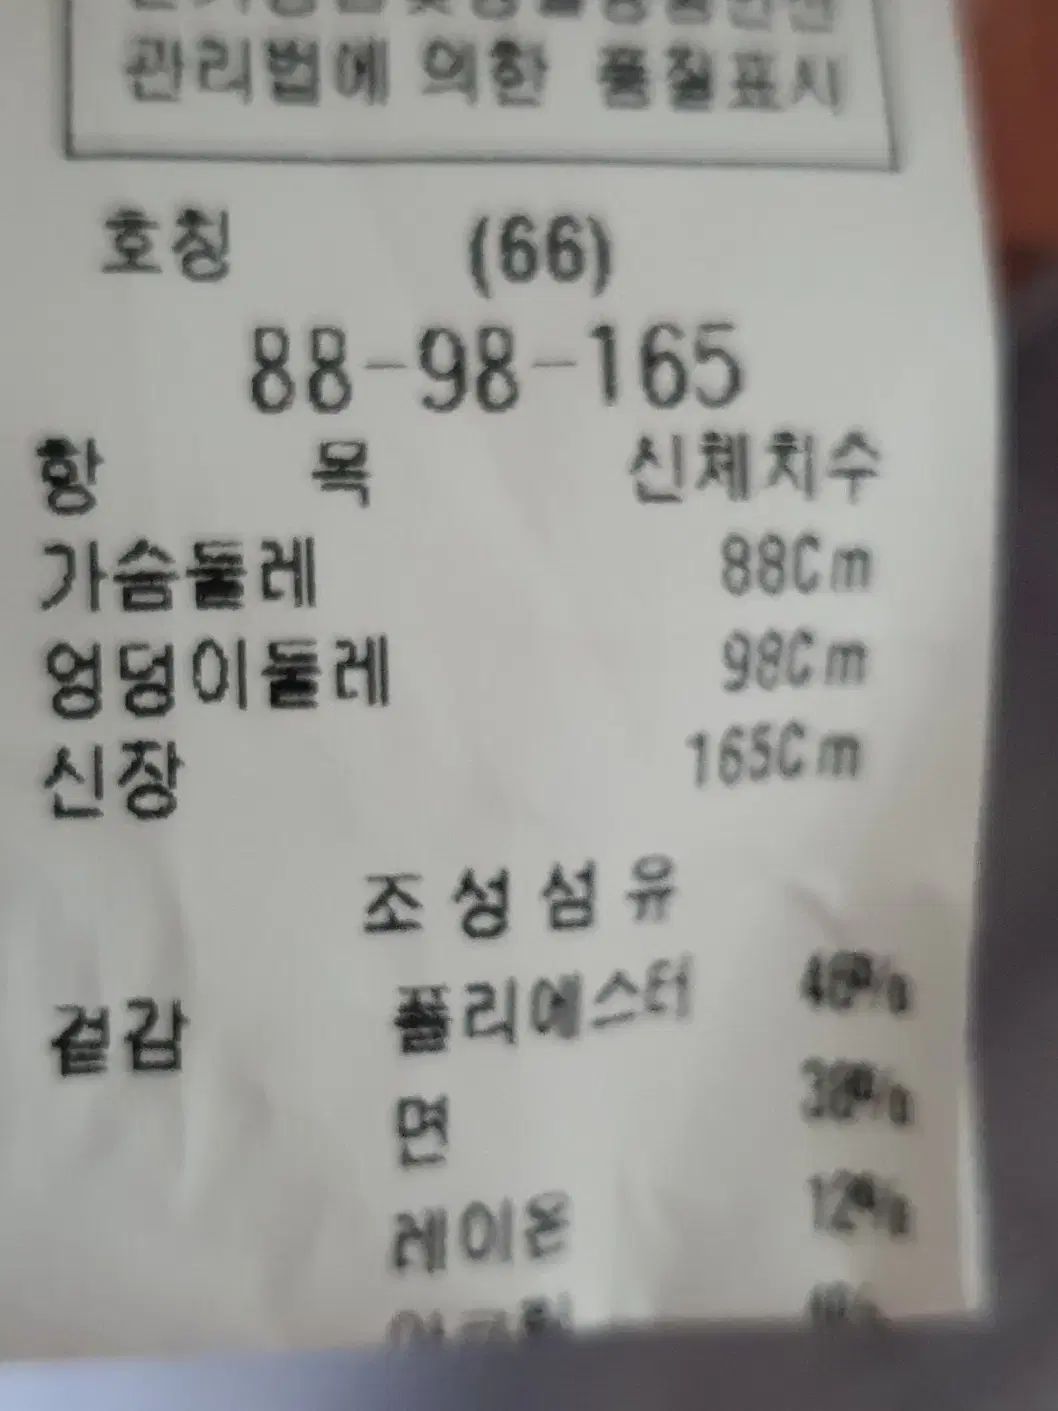 관리법에 의한 품질표시
호칭 (66)
88-98-165
항 목 신체치수
가슴둘레 88Cm
엉덩이둘레 98Cm
신장 165Cm
조성섬유
겉감 폴리에스터
면
레이온 12%